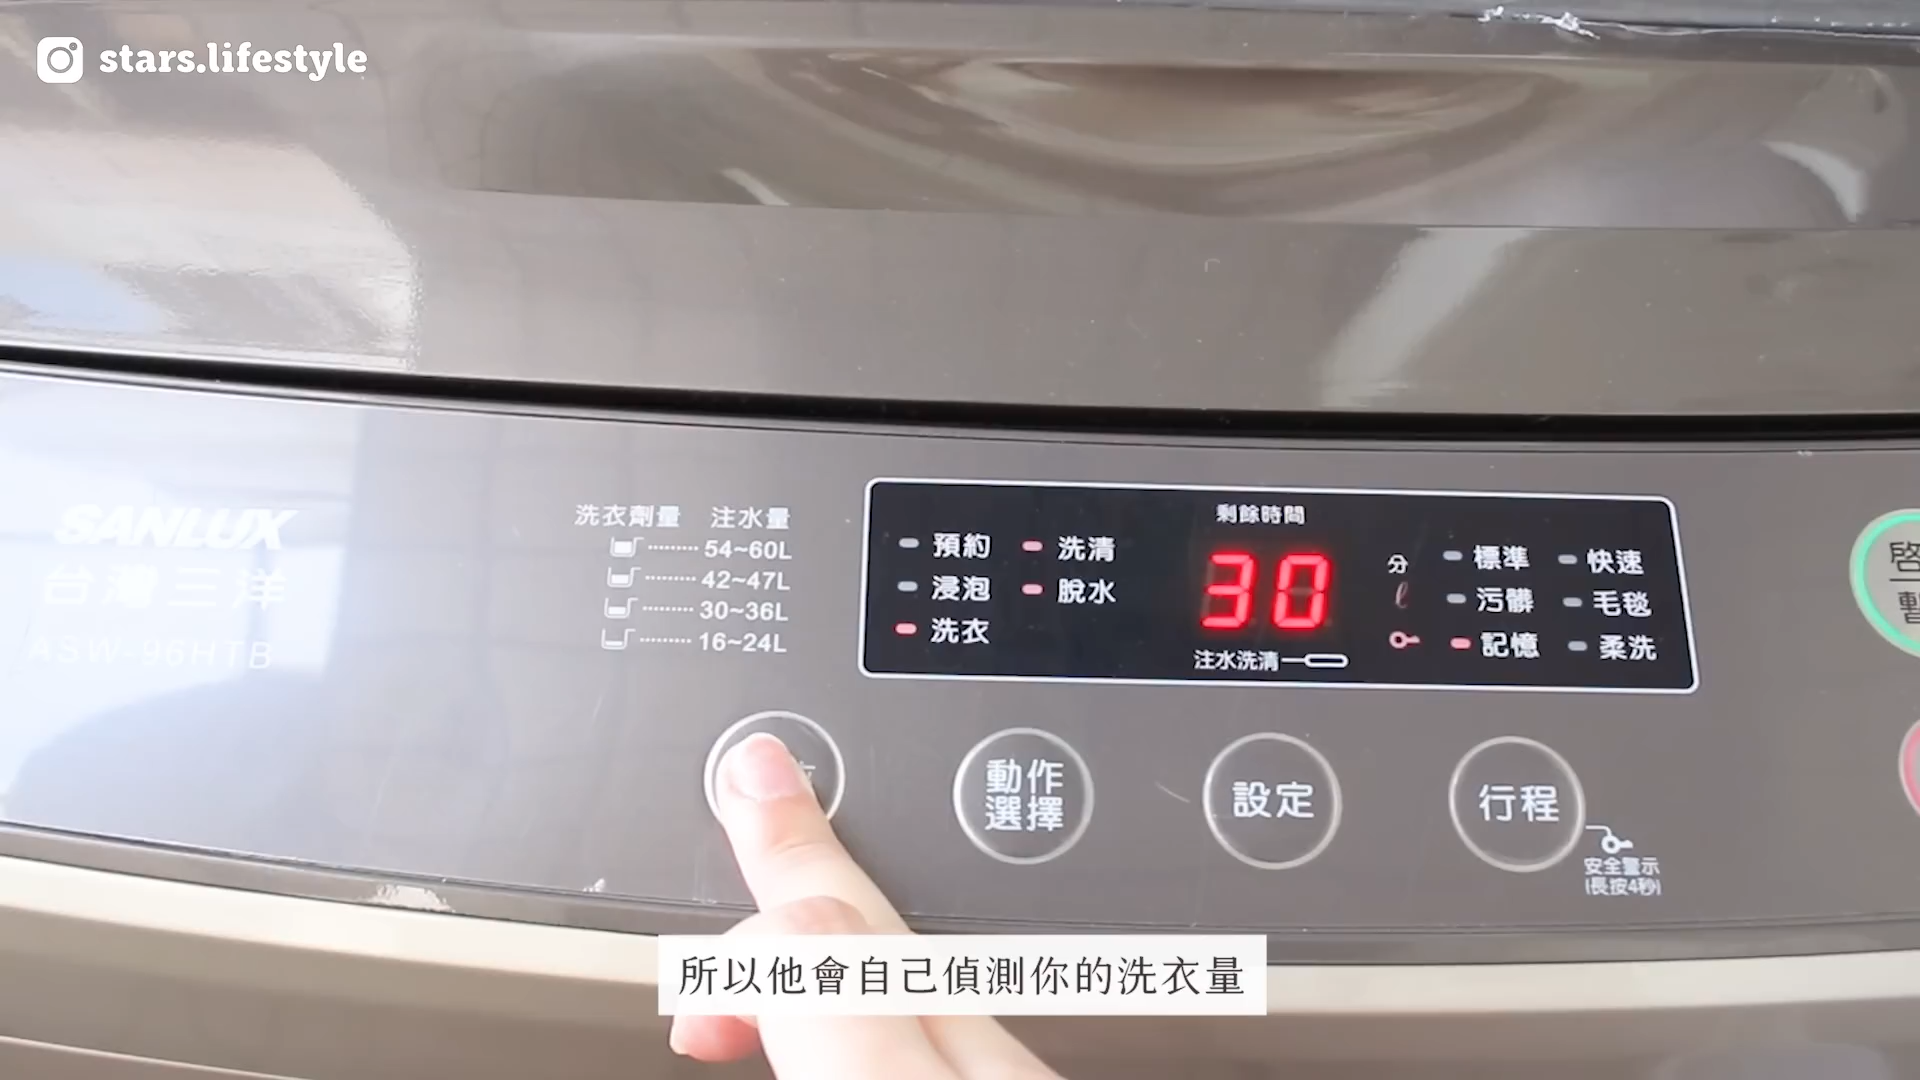 stars.lifestyle
SANLUX
台灣三洋
ASW-96HTB
洗衣劑量 注水量
54~60L
42~47L
30~36L
16~24L
預約 洗清
浸泡 脫水
洗衣
剩餘時間
30
分
ℓ
注水洗清
標準 快速
污髒 毛毯
記憶 柔洗
動作
選擇
設定
行程
安全警示
(長按4秒)
所以他會自己偵測你的洗衣量